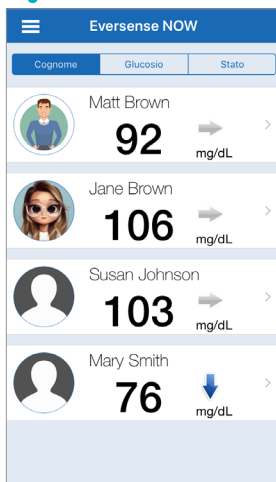 Eversense NOW
Cognome Glucosio Stato
Matt Brown
92 mg/dL
Jane Brown
106 mg/dL
Susan Johnson
103 mg/dL
Mary Smith
76 mg/dL